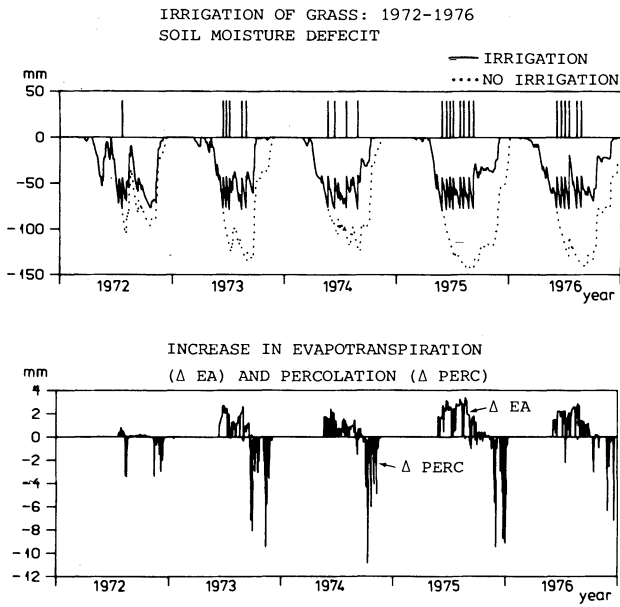 IRRIGATION OF GRASS: 1972-1976
SOIL MOISTURE DEFECIT
IRRIGATION
NO IRRIGATION
mm
50
0
-50
-100
-150
1972 1973 1974 1975 1976
year
INCREASE IN EVAPOTRANSPIRATION
(Δ EA) AND PERCOLATION (Δ PERC)
mm
4
2
0
-2
-4
-6
-8
-10
-12
Δ EA
Δ PERC
1972 1973 1974 1975 1976
year